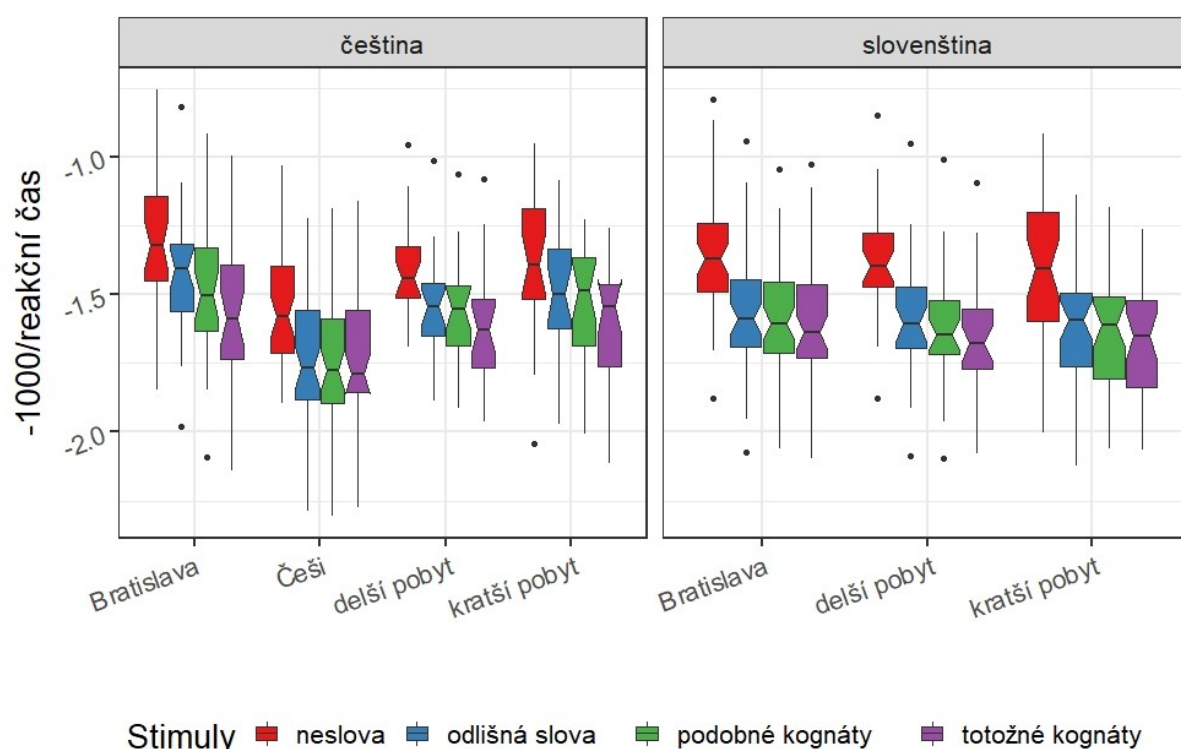 čeština
slovenština
-1000/reakční čas
-1.0
-1.5
-2.0
Bratislava
Češi
delší pobyt
kratší pobyt
Bratislava
delší pobyt
kratší pobyt
Stimuly neslova odlišná slova podobné kognáty totožné kognáty